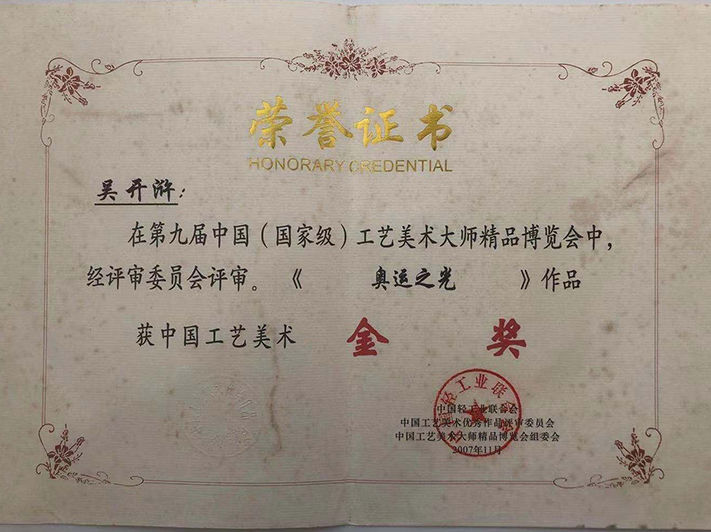 荣誉证书
HONORARY CREDENTIAL
吴开浒：
在第九届中国（国家级）工艺美术大师精品博览会中，
经评审委员会评审。《 奥运之光 》作品
获中国工艺美术 金 奖
中国轻工业联合会
中国工艺美术优秀作品评审委员会
中国工艺美术大师精品博览会组委会
2007年11月